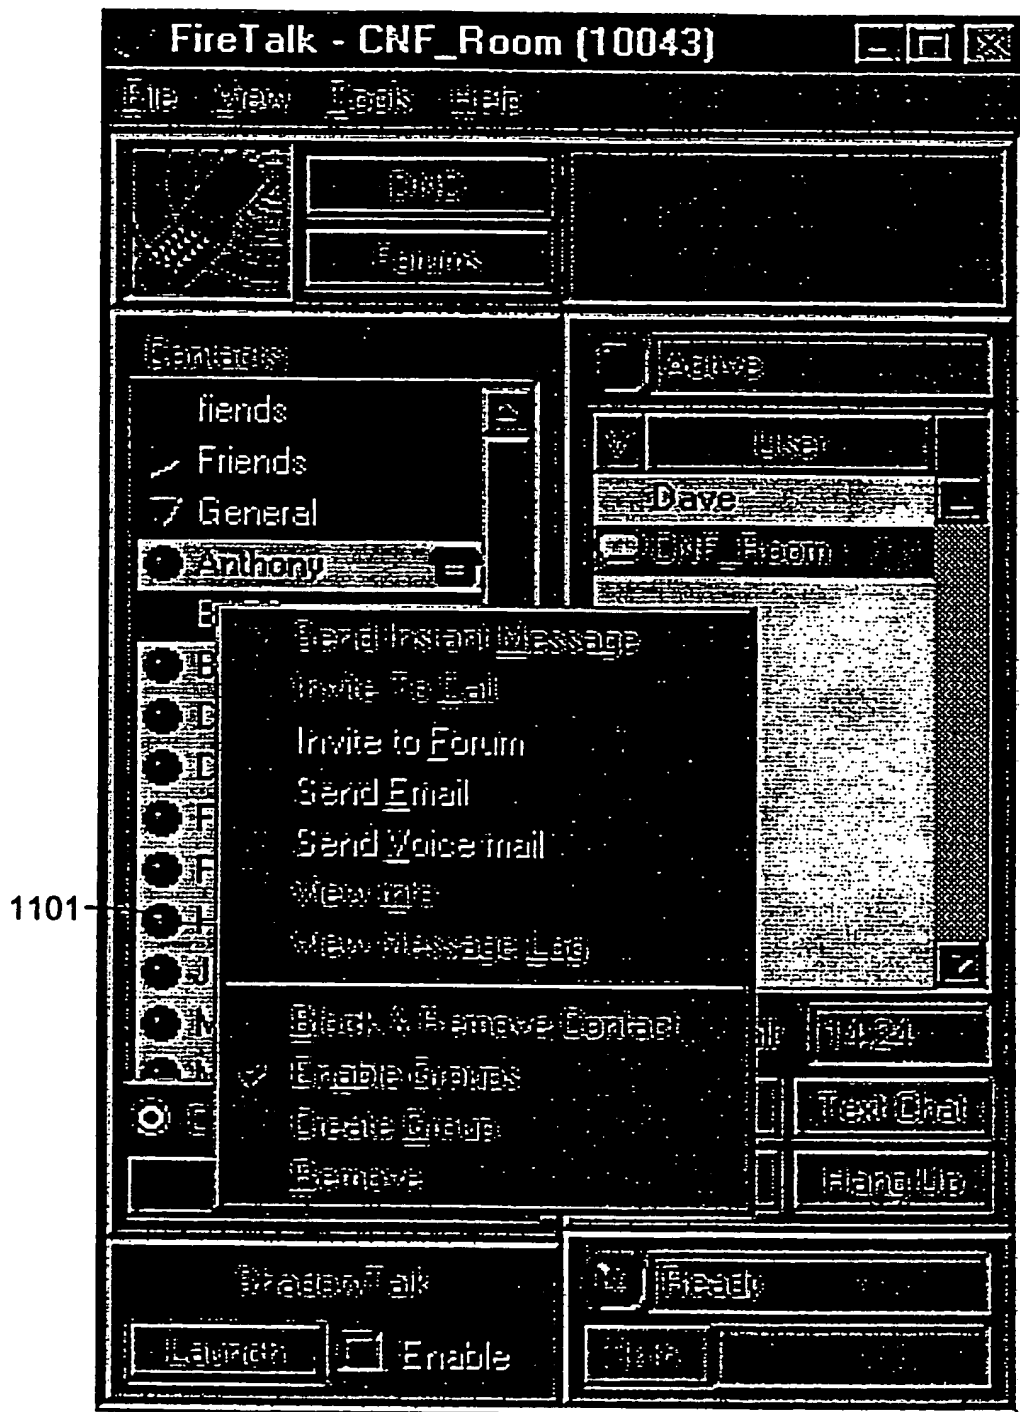 FireTalk - CNF_Room (10043)
File View Tools Help
DND
Forums
Contacts
fiends
Friends
General
Anthony
B
B
D
D
F
F
H
J
M
Active
User
Dave
CNF_Room
Send Instant Message
Invite To Call
Invite to Forum
Send Email
Send Voice mail
View Info
View Message Log
Block & Remove Contact
Enable Groups
Create Group
Remove
1101
14:24
Text Chat
Hang Up
ShadowTalk
Launch
Enable
Ready